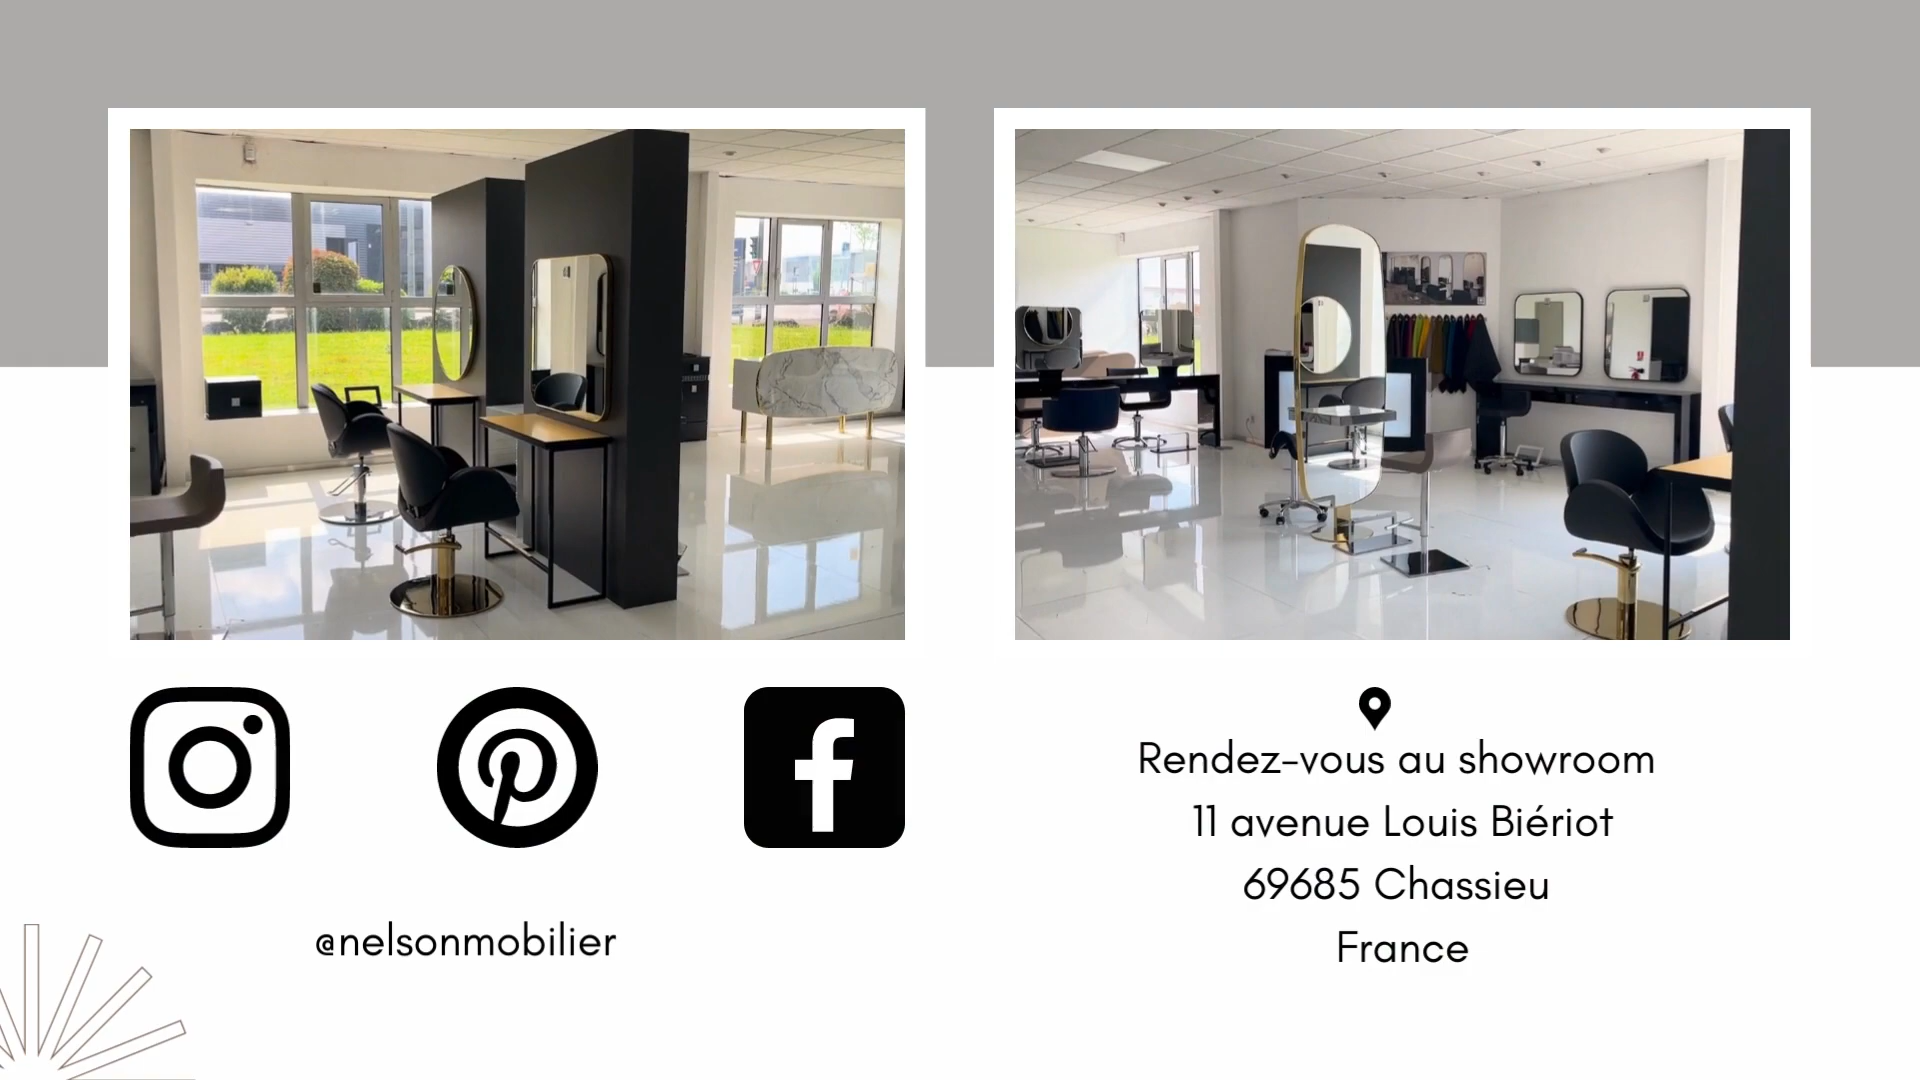 @nelsonmobilier
Rendez-vous au showroom
11 avenue Louis Biériot
69685 Chassieu
France